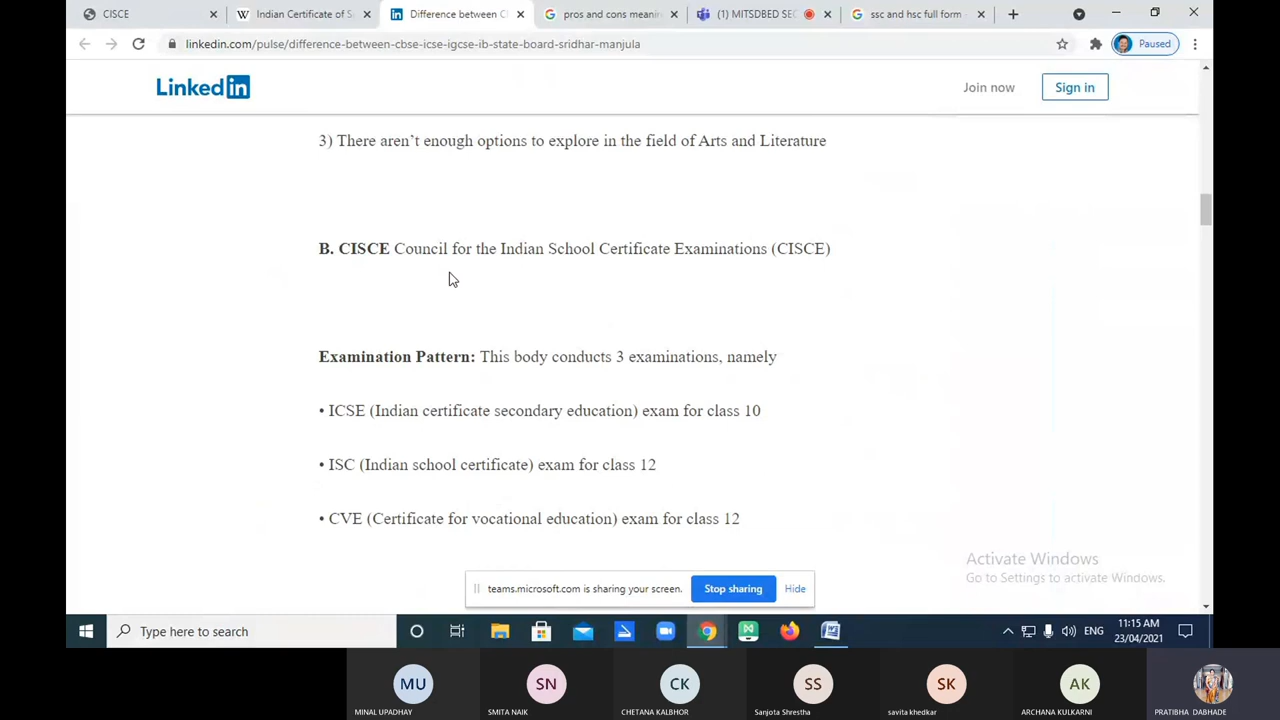 CISCE
Indian Certificate of S
Difference between C
pros and cons meanin
(1) MITSDBED SEC
ssc and hsc full form
linkedin.com/pulse/difference-between-cbse-icse-igcse-ib-state-board-sridhar-manjula
Paused
Linkedin
Join now
Sign in
3) There aren't enough options to explore in the field of Arts and Literature
B. CISCE Council for the Indian School Certificate Examinations (CISCE)
Examination Pattern: This body conducts 3 examinations, namely
• ICSE (Indian certificate secondary education) exam for class 10
• ISC (Indian school certificate) exam for class 12
• CVE (Certificate for vocational education) exam for class 12
Activate Windows
Go to Settings to activate Windows.
teams.microsoft.com is sharing your screen.
Stop sharing
Hide
Type here to search
ENG
11:15 AM
23/04/2021
MU
SN
CK
SS
SK
AK
MINAL UPADHAY
SMITA NAIK
CHETANA KALBHOR
Sanjota Shrestha
savita khedkar
ARCHANA KULKARNI
PRATIBHA DABHADE